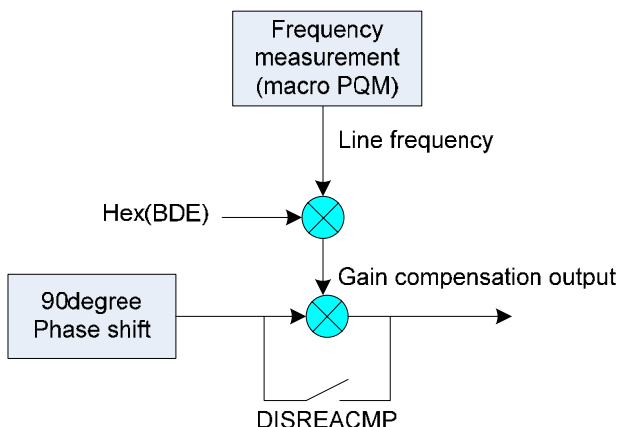 Frequency
measurement
(macro PQM)
Line frequency
Hex(BDE)
Gain compensation output
90degree
Phase shift
DISREACMP